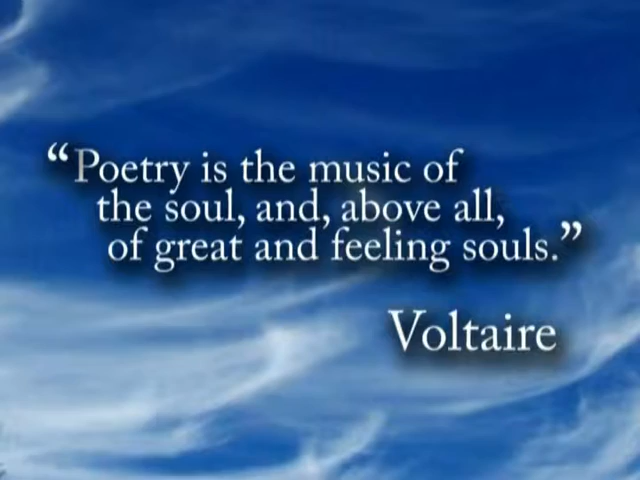 “Poetry is the music of
the soul, and, above all,
of great and feeling souls.”
Voltaire